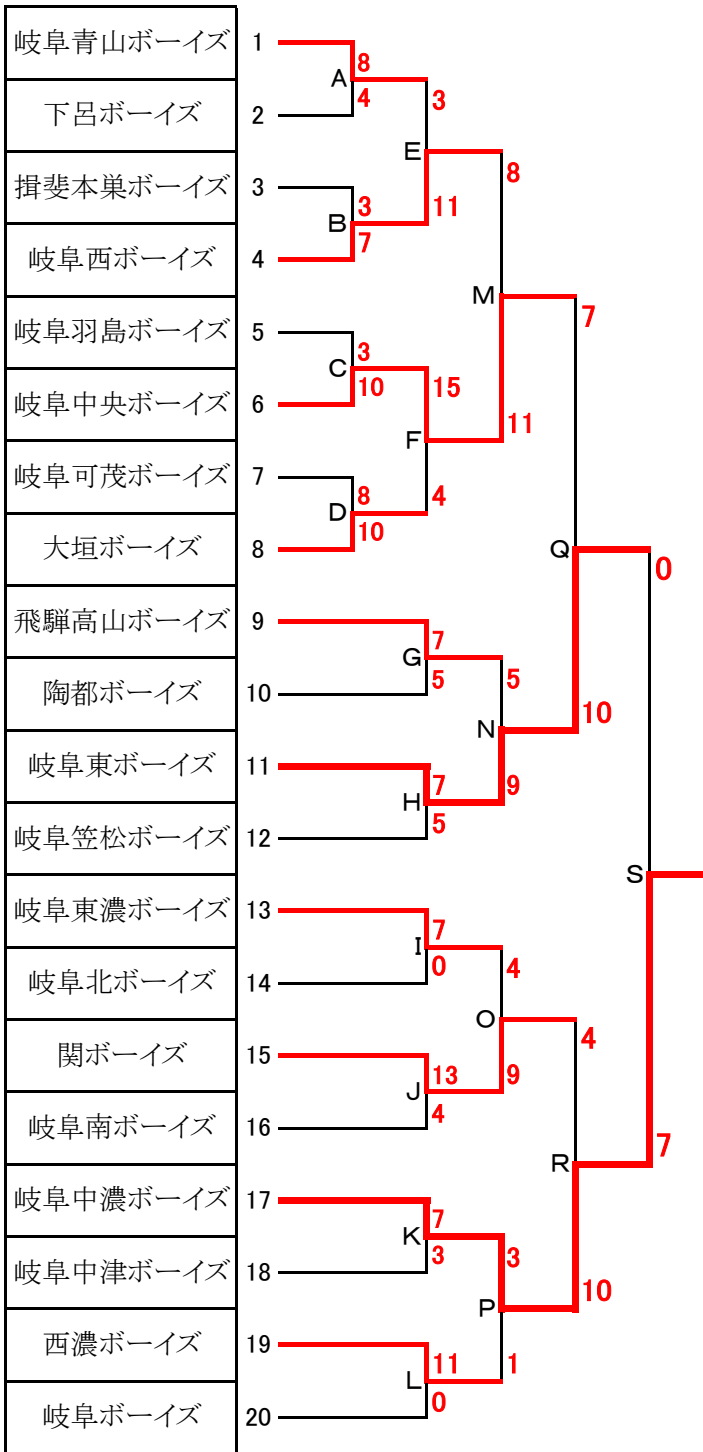 岐阜青山ボーイズ 1
8
A
4
3
下呂ボーイズ 2
E
8
揖斐本巣ボーイズ 3
3
B
11
7
岐阜西ボーイズ 4
M
7
岐阜羽島ボーイズ 5
3
C
10
15
岐阜中央ボーイズ 6
11
F
岐阜可茂ボーイズ 7
8
4
D
10
大垣ボーイズ 8
Q
0
飛騨高山ボーイズ 9
7
G
5
5
陶都ボーイズ 10
10
N
岐阜東ボーイズ 11
7
9
H
5
岐阜笠松ボーイズ 12
S
岐阜東濃ボーイズ 13
7
I
0
4
岐阜北ボーイズ 14
O
4
関ボーイズ 15
13
9
J
4
岐阜南ボーイズ 16
7
R
岐阜中濃ボーイズ 17
7
K
3
3
岐阜中津ボーイズ 18
10
P
西濃ボーイズ 19
11
1
L
0
岐阜ボーイズ 20